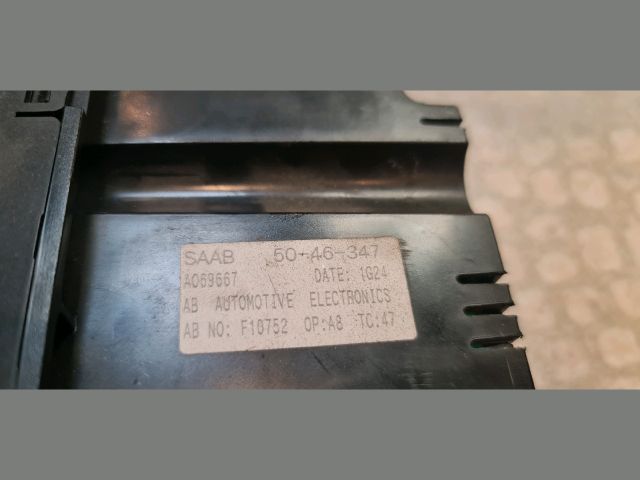 SAAB 50-46-347
A069667 DATE: 1G24
AB AUTOMOTIVE ELECTRONICS
AB NO: F10752 OP:A8 TC:47